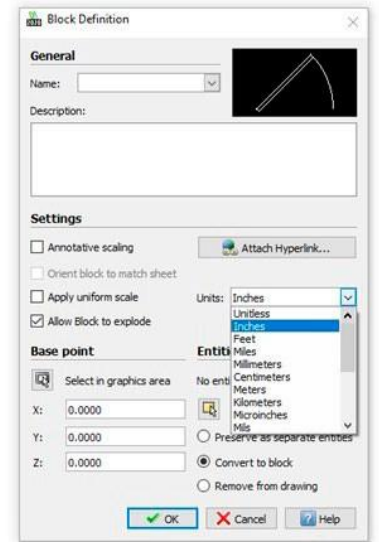 Block Definition
General
Name:
Description:
Settings
Annotative scaling
Attach Hyperlink...
Orient block to match sheet
Apply uniform scale
Units: Inches
Allow Block to explode
Unitless
Inches
Feet
Miles
Millimeters
Centimeters
Meters
Kilometers
Microinches
Mils
Base point
Entiti
Select in graphics area
No enti
X: 0.0000
Y: 0.0000
Z: 0.0000
Preserve as separate entities
Convert to block
Remove from drawing
OK
Cancel
Help